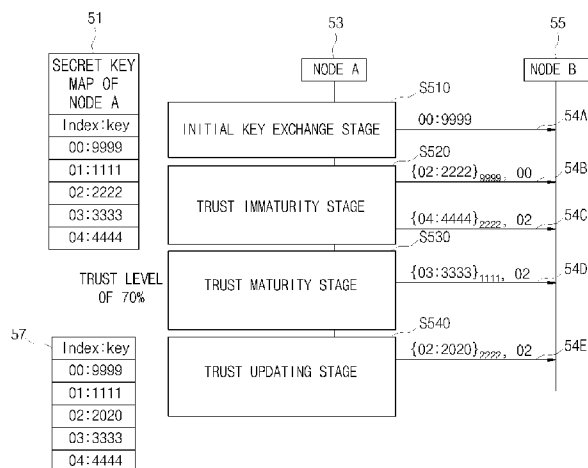 51
53
55
SECRET KEY
MAP OF
NODE A
Index:key
00:9999
01:1111
02:2222
03:3333
04:4444
NODE A
NODE B
S510
INITIAL KEY EXCHANGE STAGE
00:9999
54A
S520
TRUST IMMATURITY STAGE
{02:2222}9999, 00
54B
{04:4444}2222, 02
54C
S530
TRUST LEVEL
OF 70%
TRUST MATURITY STAGE
{03:3333}1111, 02
54D
S540
TRUST UPDATING STAGE
{02:2020}2222, 02
54E
57
Index:key
00:9999
01:1111
02:2020
03:3333
04:4444